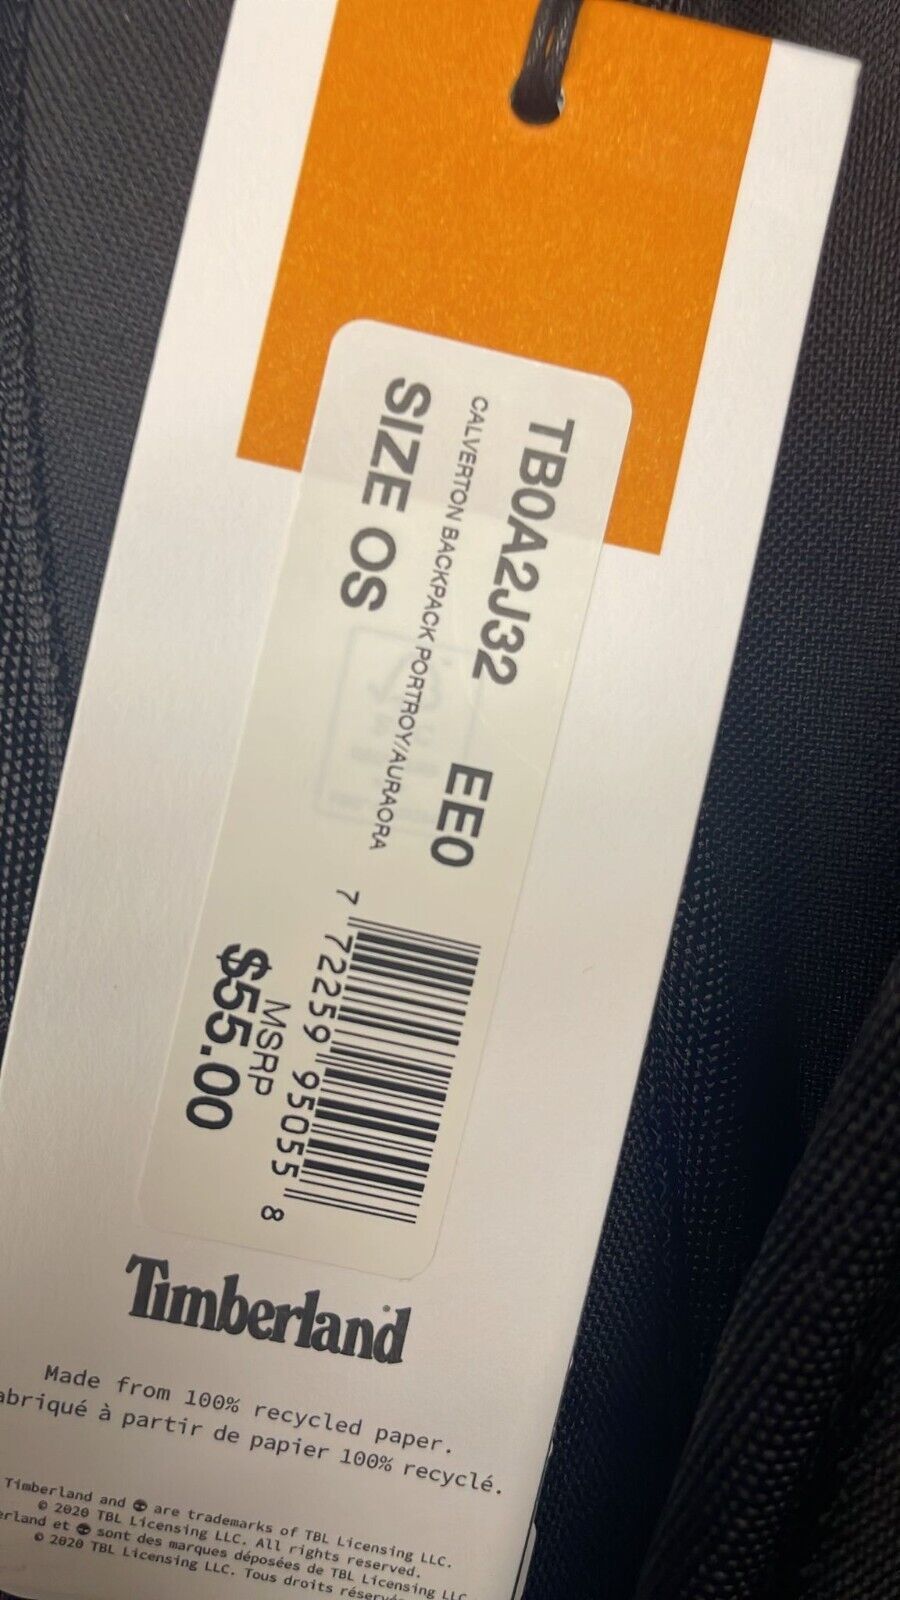 TB0A2J32 EE0
CALVERTON BACKPACK PORTROY/AURAORA
SIZE OS
7 72259 95055 8
MSRP
$55.00
Timberland
Made from 100% recycled paper.
abriqué à partir de papier 100% recyclé.
Timberland and are trademarks of TBL Licensing LLC.
© 2020 TBL Licensing LLC. All rights reserved.
erland et sont des marques déposées de TBL Licensing LLC
© 2020 TBL Licensing LLC. Tous droits réservé